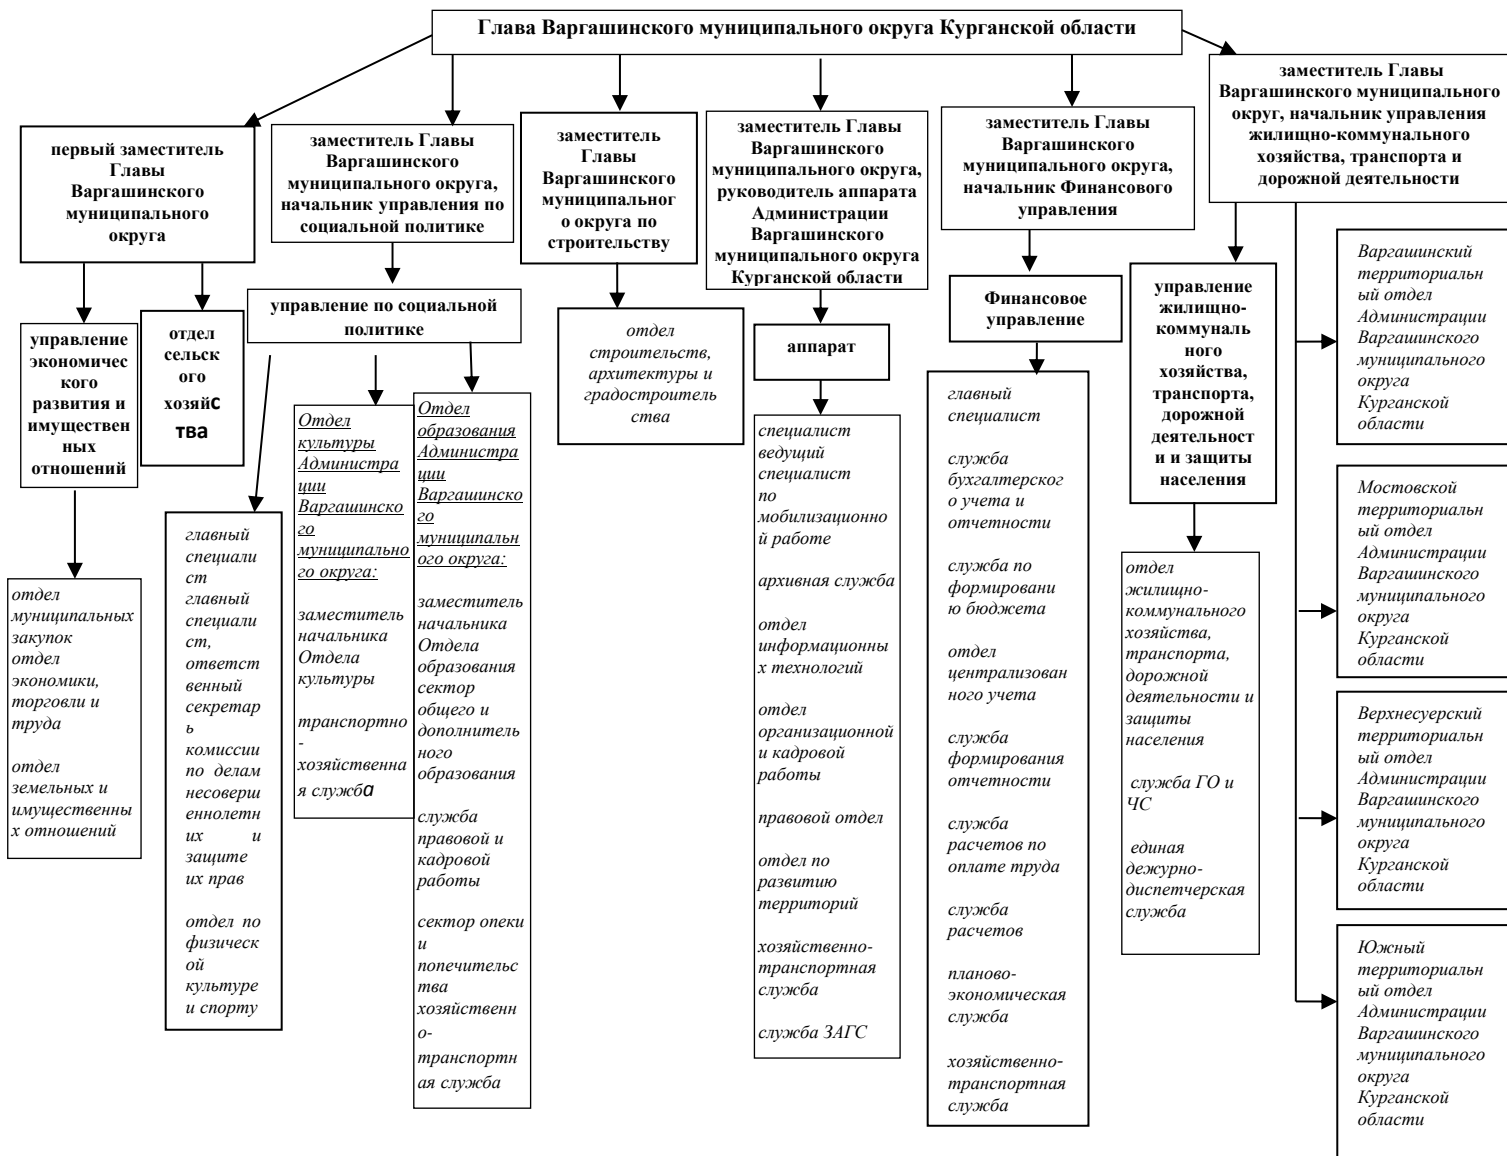 Глава Варгашинского муниципального округа Курганской области
первый заместитель
Главы
Варгашинского
муниципального
округа
заместитель Главы
Варгашинского
муниципального округа,
начальник управления по
социальной политике
заместитель
Главы
Варгашинского
муниципальног
о округа по
строительству
заместитель Главы
Варгашинского
муниципального округа,
руководитель аппарата
Администрации
Варгашинского
муниципального округа
Курганской области
заместитель Главы
Варгашинского
муниципального округа,
начальник Финансового
управления
заместитель Главы
Варгашинского муниципального
округ, начальник управления
жилищно-коммунального
хозяйства, транспорта и
дорожной деятельности
управление
экономичес
кого
развития и
имуществен
ных
отношений
отдел
сельск
ого
хозяйс
тва
управление по социальной
политике
отдел
строительств,
архитектуры и
градостроитель
ства
аппарат
Финансовое
управление
управление
жилищно-
коммуналь
ного
хозяйства,
транспорта,
дорожной
деятельност
и и защиты
населения
Варгашинский
территориальн
ый отдел
Администрации
Варгашинского
муниципального
округа
Курганской
области
Мостовской
территориальн
ый отдел
Администрации
Варгашинского
муниципального
округа
Курганской
области
Верхнесуерский
территориальн
ый отдел
Администрации
Варгашинского
муниципального
округа
Курганской
области
Южный
территориальн
ый отдел
Администрации
Варгашинского
муниципального
округа
Курганской
области
отдел
муниципальных
закупок
отдел
экономики,
торговли и
труда
отдел
земельных и
имущественны
х отношений
главный
специали
ст
главный
специали
ст,
ответст
венный
секретар
ь
комиссии
по делам
несоверш
еннолетн
их и
защите
их прав
отдел по
физическ
ой
культуре
и спорту
Отдел
культуры
Администра
ции
Варгашинско
го
муниципально
го округа:
заместитель
начальника
Отдела
культуры
транспортно
-
хозяйственна
я служба
Отдел
образования
Администра
ции
Варгашинско
го
муниципальн
ого округа:
заместитель
начальника
Отдела
образования
сектор
общего и
дополнитель
ного
образования
служба
правовой и
кадровой
работы
сектор опеки
и
попечительс
тва
хозяйственн
о-
транспортн
ая служба
специалист
ведущий
специалист
по
мобилизационно
й работе
архивная служба
отдел
информационны
х технологий
отдел
организационной
и кадровой
работы
правовой отдел
отдел по
развитию
территорий
хозяйственно-
транспортная
служба
служба ЗАГС
главный
специалист
служба
бухгалтерског
о учета и
отчетности
служба по
формировани
ю бюджета
отдел
централизован
ного учета
служба
формирования
отчетности
служба
расчетов по
оплате труда
служба
расчетов
планово-
экономическая
служба
хозяйственно-
транспортная
служба
отдел
жилищно-
коммунального
хозяйства,
транспорта,
дорожной
деятельности и
защиты
населения
служба ГО и
ЧС
единая
дежурно-
диспетчерская
служба